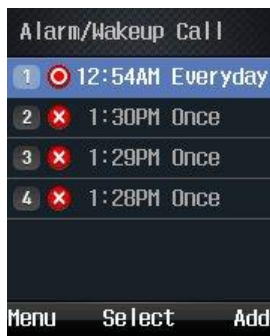 Alarm/Wakeup Call
1 12:54AM Everyday
2 1:30PM Once
3 1:29PM Once
4 1:28PM Once
Menu Select Add